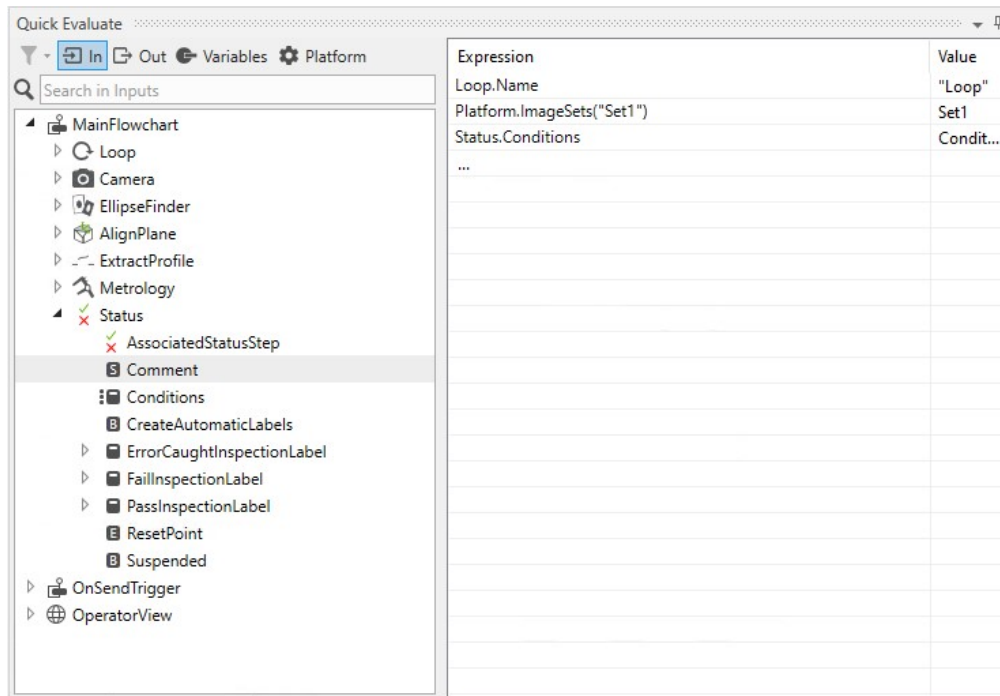 Quick Evaluate
In Out Variables Platform
Search in Inputs
MainFlowchart
Loop
Camera
EllipseFinder
AlignPlane
ExtractProfile
Metrology
Status
AssociatedStatusStep
S Comment
Conditions
B CreateAutomaticLabels
ErrorCaughtInspectionLabel
FailInspectionLabel
PassInspectionLabel
E ResetPoint
B Suspended
OnSendTrigger
OperatorView
Expression Value
Loop.Name "Loop"
Platform.ImageSets("Set1") Set1
Status.Conditions Condit...
...